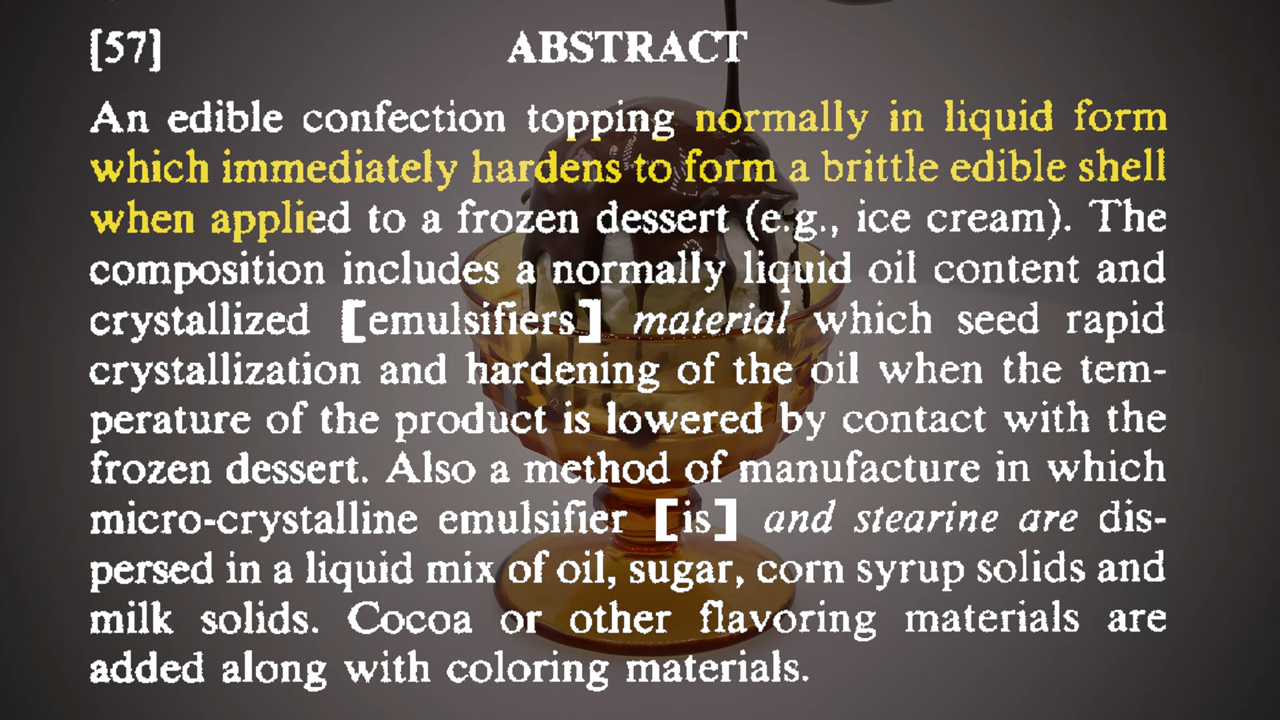 [57] ABSTRACT
An edible confection topping normally in liquid form
which immediately hardens to form a brittle edible shell
when applied to a frozen dessert (e.g., ice cream). The
composition includes a normally liquid oil content and
crystallized [emulsifiers] material which seed rapid
crystallization and hardening of the oil when the tem-
perature of the product is lowered by contact with the
frozen dessert. Also a method of manufacture in which
micro-crystalline emulsifier [is] and stearine are dis-
persed in a liquid mix of oil, sugar, corn syrup solids and
milk solids. Cocoa or other flavoring materials are
added along with coloring materials.